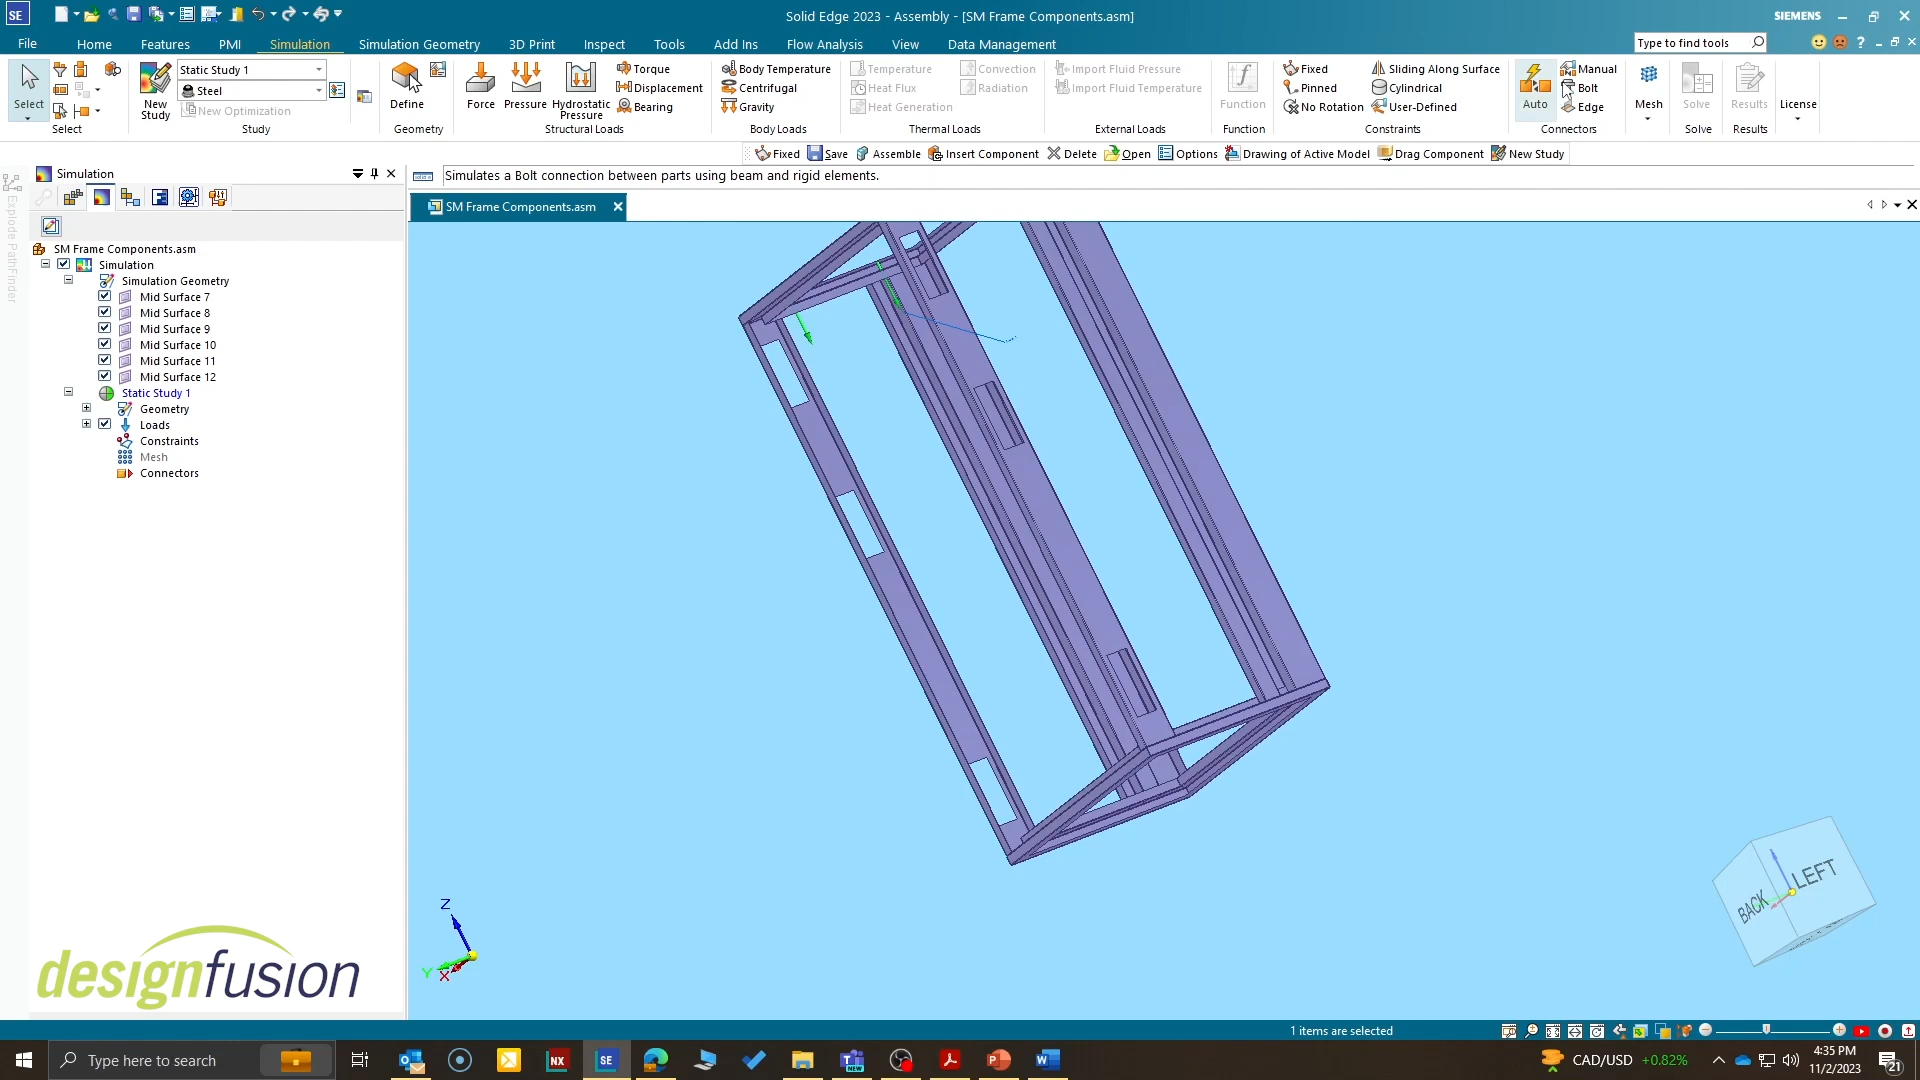 SE
Solid Edge 2023 - Assembly - [SM Frame Components.asm]
SIEMENS
File Home Features PMI Simulation Simulation Geometry 3D Print Inspect Tools Add Ins Flow Analysis View Data Management
Type to find tools
Select
Select
New Study
Static Study 1
Steel
New Optimization
Study
Define
Geometry
Force
Pressure
Hydrostatic Pressure
Torque
Displacement
Bearing
Structural Loads
Body Temperature
Centrifugal
Gravity
Body Loads
Temperature
Heat Flux
Heat Generation
Convection
Radiation
Thermal Loads
Import Fluid Pressure
Import Fluid Temperature
External Loads
Function
Function
Fixed
Pinned
No Rotation
Sliding Along Surface
Cylindrical
User-Defined
Constraints
Auto
Manual
Bolt
Edge
Connectors
Mesh
Solve
Solve
Results
Results
License
Fixed Save Assemble Insert Component Delete Open Options Drawing of Active Model Drag Component New Study
Explode PathFinder
Simulation
Simulates a Bolt connection between parts using beam and rigid elements.
SM Frame Components.asm
SM Frame Components.asm
Simulation
Simulation Geometry
Mid Surface 7
Mid Surface 8
Mid Surface 9
Mid Surface 10
Mid Surface 11
Mid Surface 12
Static Study 1
Geometry
Loads
Constraints
Mesh
Connectors
BACK
LEFT
Z
Y
X
designfusion
1 items are selected
Type here to search
NX
SE
NEW
CAD/USD +0.82%
4:35 PM
11/2/2023
21